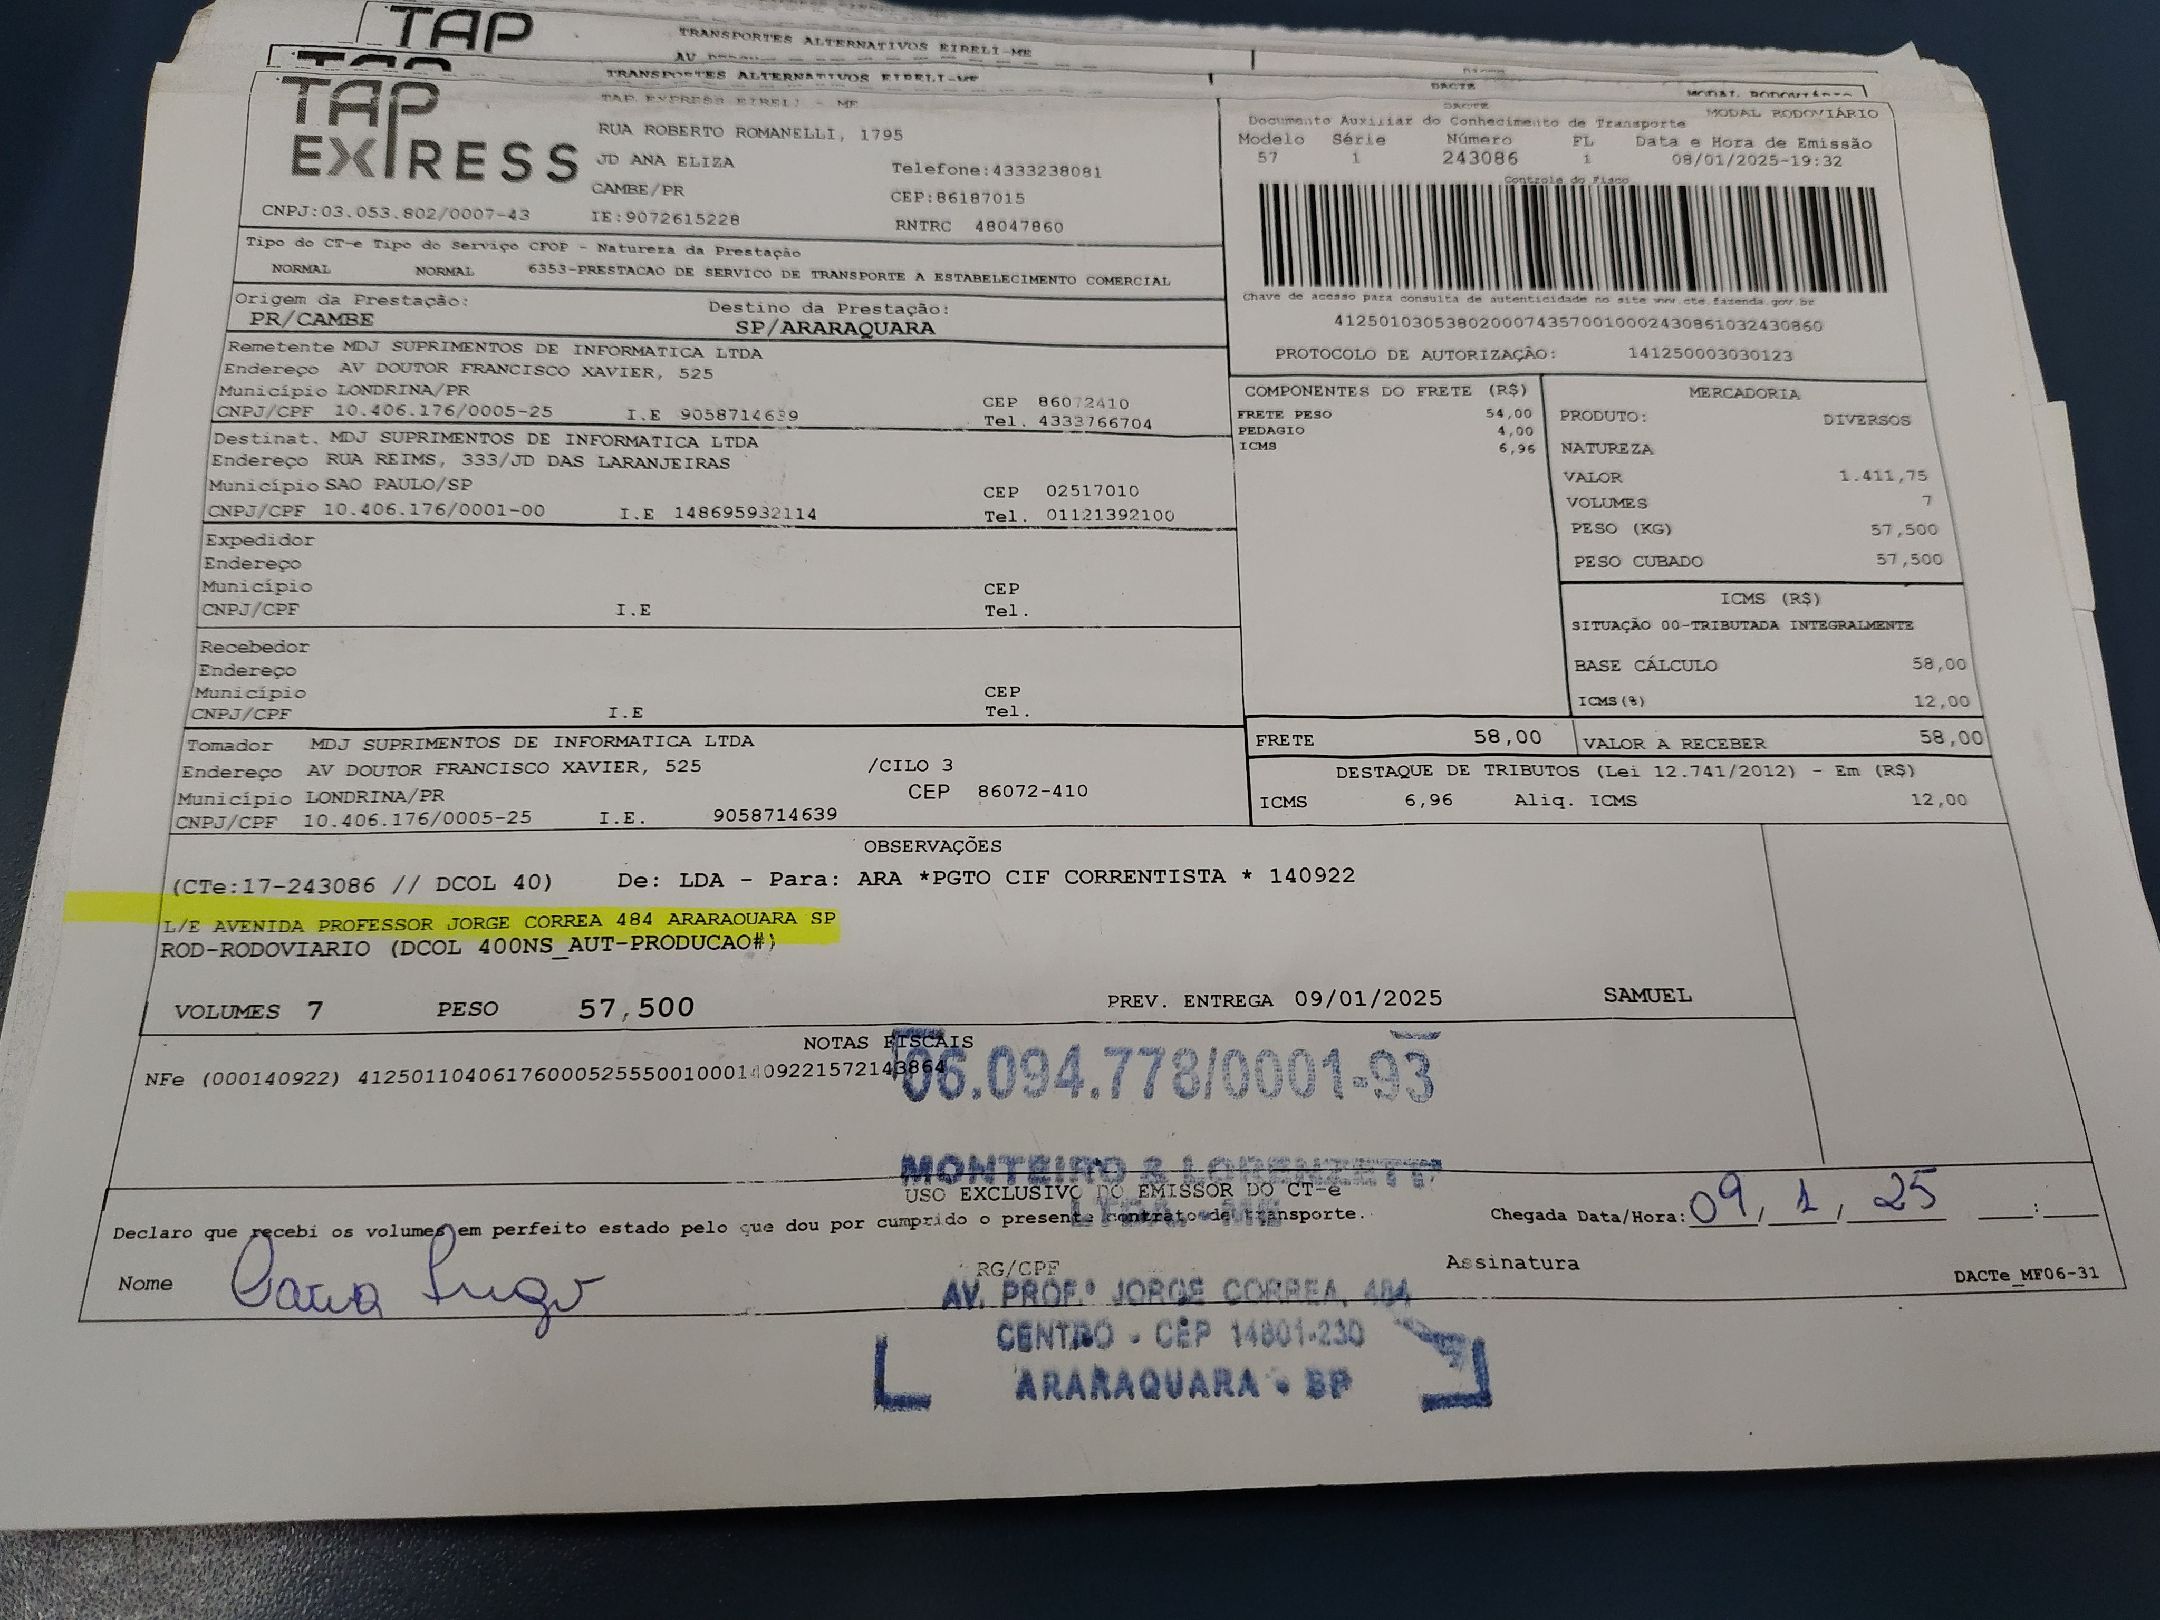 TAP
TRANSPORTES ALTERNATIVOS EIRELI-ME
TRANSPORTES ALTERNATIVOS EIRELI-ME
DACTE
MODAL RODOVIÁRIO
TAP EXPRESS
TAP EXPRESS EIRELI - ME
RUA ROBERTO ROMANELLI, 1795
JD ANA ELIZA
Telefone:4333238081
CAMBE/PR
CEP:86187015
CNPJ:03.053.802/0007-43
IE:9072615228
RNTRC 48047860
DACTE
MODAL RODOVIÁRIO
Documento Auxiliar do Conhecimento de Transporte
Modelo Série Número FL Data e Hora de Emissão
57 1 243086 1 08/01/2025-19:32
Controle do Fisco
Chave de acesso para consulta de autenticidade no site www.cte.fazenda.gov.br
41250103053802000743570010002430861032430860
PROTOCOLO DE AUTORIZAÇÃO: 141250003030123
Tipo do CT-e Tipo do Serviço CFOP - Natureza da Prestação
NORMAL NORMAL 6353-PRESTACAO DE SERVICO DE TRANSPORTE A ESTABELECIMENTO COMERCIAL
Origem da Prestação: Destino da Prestação:
PR/CAMBE SP/ARARAQUARA
Remetente MDJ SUPRIMENTOS DE INFORMATICA LTDA
Endereço AV DOUTOR FRANCISCO XAVIER, 525
Município LONDRINA/PR CEP 86072410
CNPJ/CPF 10.406.176/0005-25 I.E 9058714639 Tel. 4333766704
Destinat. MDJ SUPRIMENTOS DE INFORMATICA LTDA
Endereço RUA REIMS, 333/JD DAS LARANJEIRAS
Município SAO PAULO/SP CEP 02517010
CNPJ/CPF 10.406.176/0001-00 I.E 148695932114 Tel. 01121392100
Expedidor
Endereço
Município CEP
CNPJ/CPF I.E Tel.
Recebedor
Endereço
Município CEP
CNPJ/CPF I.E Tel.
Tomador MDJ SUPRIMENTOS DE INFORMATICA LTDA
Endereço AV DOUTOR FRANCISCO XAVIER, 525 /CILO 3
Município LONDRINA/PR CEP 86072-410
CNPJ/CPF 10.406.176/0005-25 I.E. 9058714639
COMPONENTES DO FRETE (R$)
FRETE PESO 54,00
PEDAGIO 4,00
ICMS 6,96
MERCADORIA
PRODUTO: DIVERSOS
NATUREZA
VALOR 1.411,75
VOLUMES 7
PESO (KG) 57,500
PESO CUBADO 57,500
ICMS (R$)
SITUAÇÃO 00-TRIBUTADA INTEGRALMENTE
BASE CÁLCULO 58,00
ICMS(%) 12,00
FRETE 58,00 VALOR A RECEBER 58,00
DESTAQUE DE TRIBUTOS (Lei 12.741/2012) - Em (R$)
ICMS 6,96 Aliq. ICMS 12,00
OBSERVAÇÕES
(CTe:17-243086 // DCOL 40) De: LDA - Para: ARA *PGTO CIF CORRENTISTA * 140922
L/E AVENIDA PROFESSOR JORGE CORREA 484 ARARAQUARA SP
ROD-RODOVIARIO (DCOL 400NS_AUT-PRODUCAO#)
VOLUMES 7 PESO 57,500 PREV. ENTREGA 09/01/2025 SAMUEL
NOTAS FISCAIS
NFe (000140922) 41250110406176000525550010001409221572143864
06.094.778/0001-93
MONTEIRO & LORENZETTI
LTDA. - ME
USO EXCLUSIVO DO EMISSOR DO CT-e
Declaro que recebi os volumes em perfeito estado pelo que dou por cumprido o presente contrato de transporte.
Chegada Data/Hora: 09, 1, 25 :
Nome RG/CPF Assinatura
DACTe_MF06-31
AV. PROF.ª JORGE CORREA, 484
CENTRO - CEP 14801-230
ARARAQUARA - SP